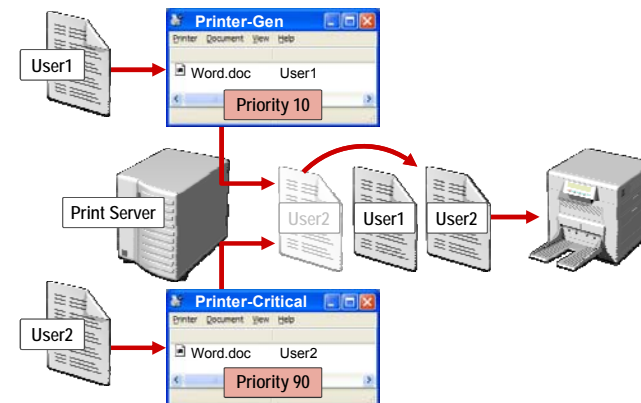 Printer-Gen
Printer Document View Help
User1
Word.doc User1
Priority 10
Print Server
User2 User1 User2
Printer-Critical
Printer Document View Help
User2
Word.doc User2
Priority 90